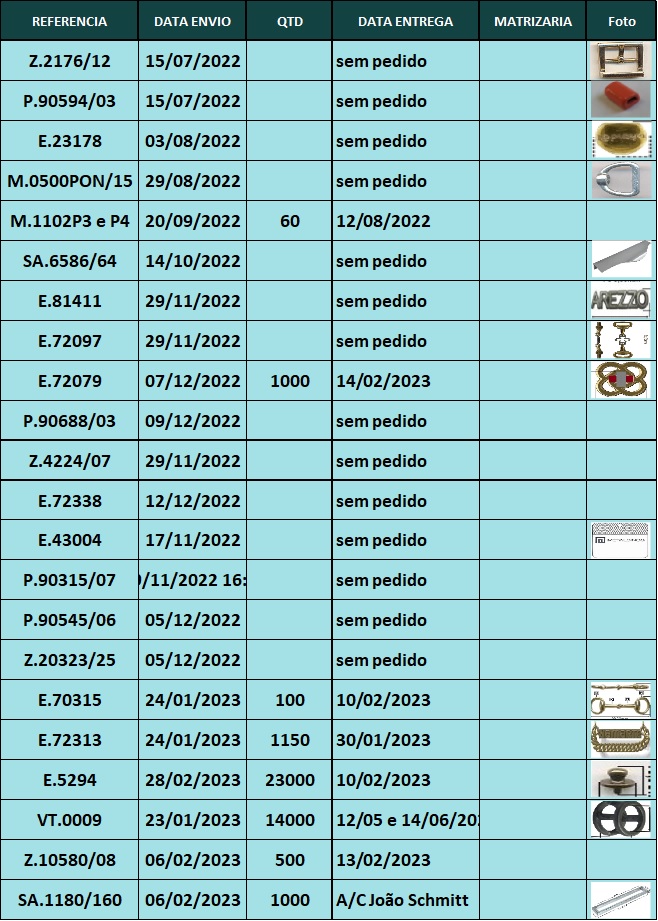 REFERENCIA DATA ENVIO QTD DATA ENTREGA MATRIZARIA Foto
Z.2176/12 15/07/2022 sem pedido
P.90594/03 15/07/2022 sem pedido
E.23178 03/08/2022 sem pedido
M.0500PON/15 29/08/2022 sem pedido
M.1102P3 e P4 20/09/2022 60 12/08/2022
SA.6586/64 14/10/2022 sem pedido
E.81411 29/11/2022 sem pedido AREZZO
E.72097 29/11/2022 sem pedido
E.72079 07/12/2022 1000 14/02/2023
P.90688/03 09/12/2022 sem pedido
Z.4224/07 29/11/2022 sem pedido
E.72338 12/12/2022 sem pedido
E.43004 17/11/2022 sem pedido
P.90315/07 /11/2022 16: sem pedido
P.90545/06 05/12/2022 sem pedido
Z.20323/25 05/12/2022 sem pedido
E.70315 24/01/2023 100 10/02/2023
E.72313 24/01/2023 1150 30/01/2023
E.5294 28/02/2023 23000 10/02/2023
VT.0009 23/01/2023 14000 12/05 e 14/06/202
Z.10580/08 06/02/2023 500 13/02/2023
SA.1180/160 06/02/2023 1000 A/C João Schmitt